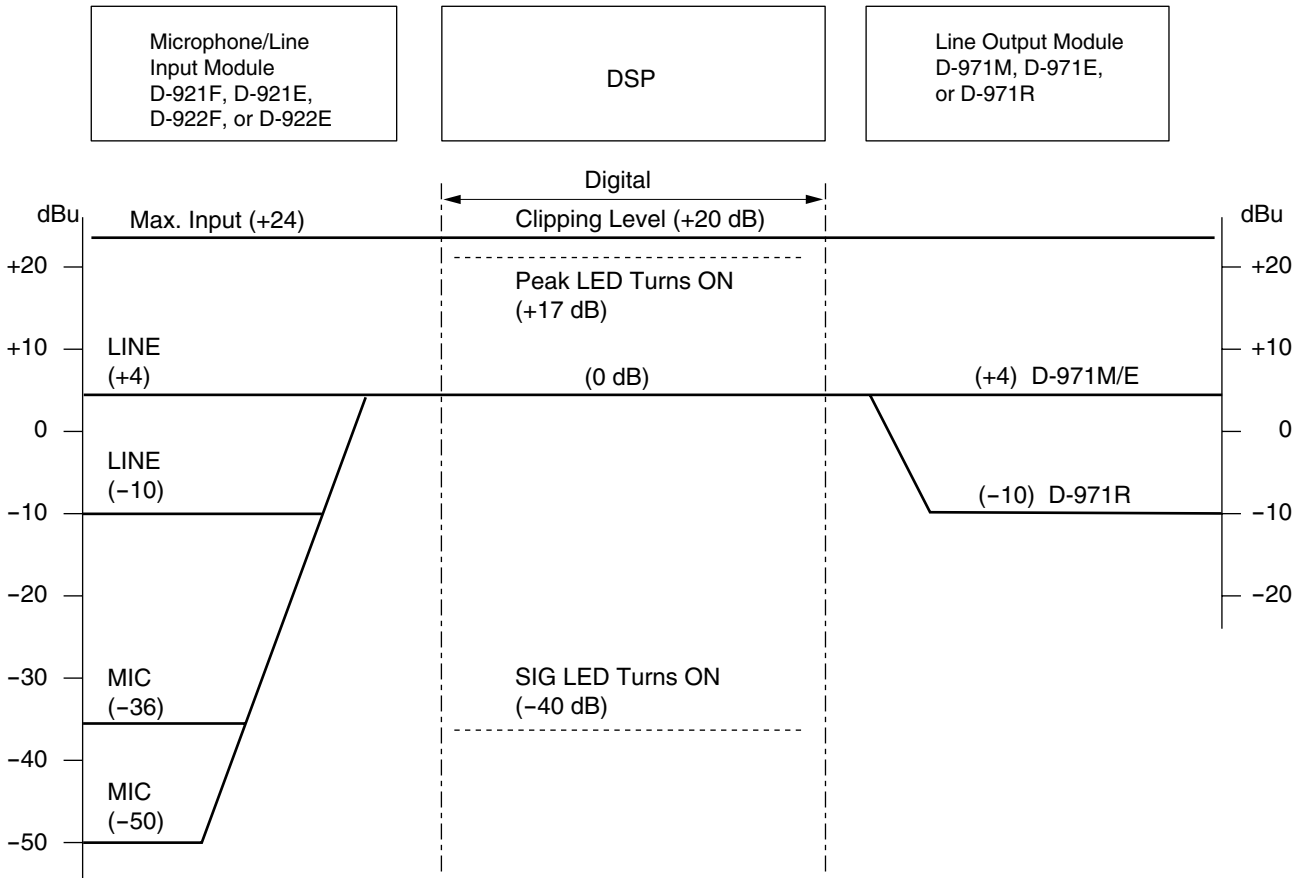 Microphone/Line
Input Module
D-921F, D-921E,
D-922F, or D-922E
DSP
Line Output Module
D-971M, D-971E,
or D-971R
Digital
dBu
Max. Input (+24)
Clipping Level (+20 dB)
dBu
+20
Peak LED Turns ON
(+17 dB)
+20
+10
LINE
(+4)
(0 dB)
(+4) D-971M/E
+10
0
0
LINE
(−10)
(−10) D-971R
−10
−10
−20
−20
−30
MIC
(−36)
SIG LED Turns ON
(−40 dB)
−40
MIC
(−50)
−50